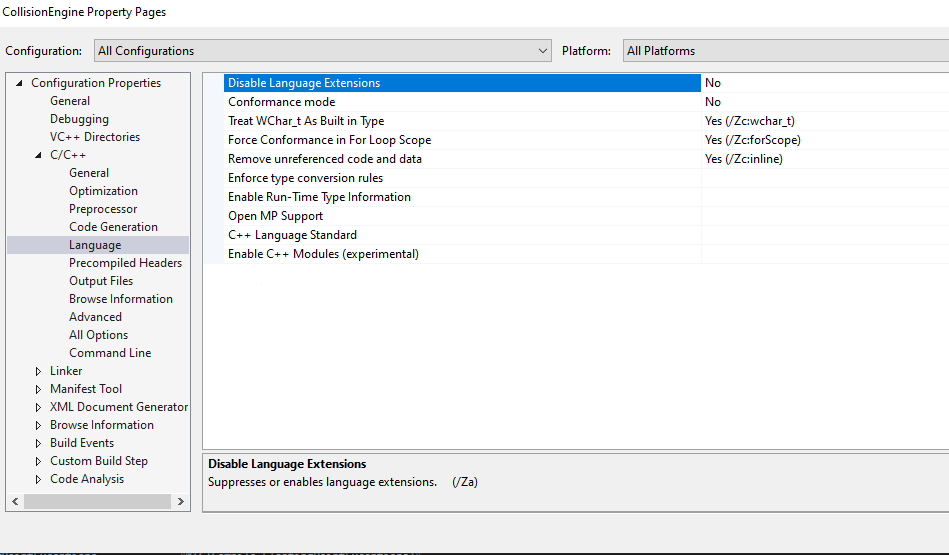 CollisionEngine Property Pages
Configuration: All Configurations Platform: All Platforms
Configuration Properties
General
Debugging
VC++ Directories
C/C++
General
Optimization
Preprocessor
Code Generation
Language
Precompiled Headers
Output Files
Browse Information
Advanced
All Options
Command Line
Linker
Manifest Tool
XML Document Generator
Browse Information
Build Events
Custom Build Step
Code Analysis
Disable Language Extensions No
Conformance mode No
Treat WChar_t As Built in Type Yes (/Zc:wchar_t)
Force Conformance in For Loop Scope Yes (/Zc:forScope)
Remove unreferenced code and data Yes (/Zc:inline)
Enforce type conversion rules
Enable Run-Time Type Information
Open MP Support
C++ Language Standard
Enable C++ Modules (experimental)
Disable Language Extensions
Suppresses or enables language extensions. (/Za)